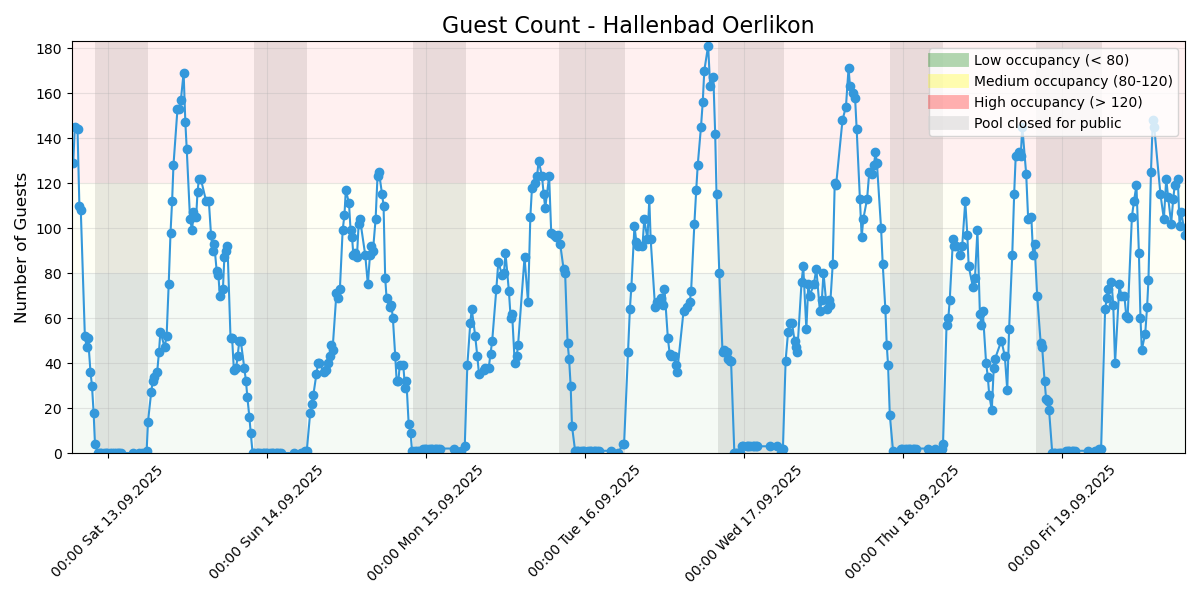 Guest Count - Hallenbad Oerlikon
Low occupancy (< 80)
Medium occupancy (80-120)
High occupancy (> 120)
Pool closed for public
Number of Guests
180
160
140
120
100
80
60
40
20
0
00:00 Sat 13.09.2025
00:00 Sun 14.09.2025
00:00 Mon 15.09.2025
00:00 Tue 16.09.2025
00:00 Wed 17.09.2025
00:00 Thu 18.09.2025
00:00 Fri 19.09.2025